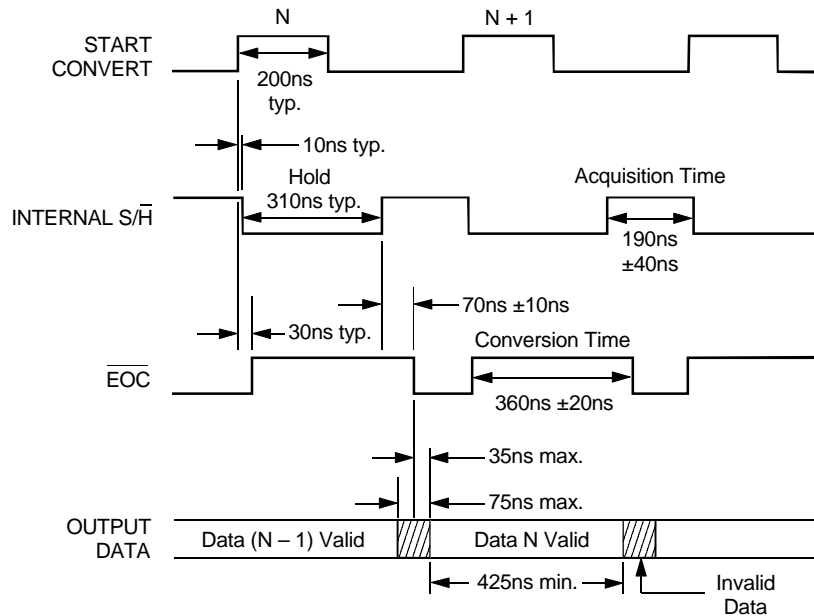 N
N + 1
START
CONVERT
200ns
typ.
10ns typ.
Hold
310ns typ.
Acquisition Time
INTERNAL S/H̅
190ns
±40ns
70ns ±10ns
30ns typ.
Conversion Time
E̅O̅C̅
360ns ±20ns
35ns max.
75ns max.
OUTPUT
DATA
Data (N – 1) Valid
Data N Valid
425ns min.
Invalid
Data